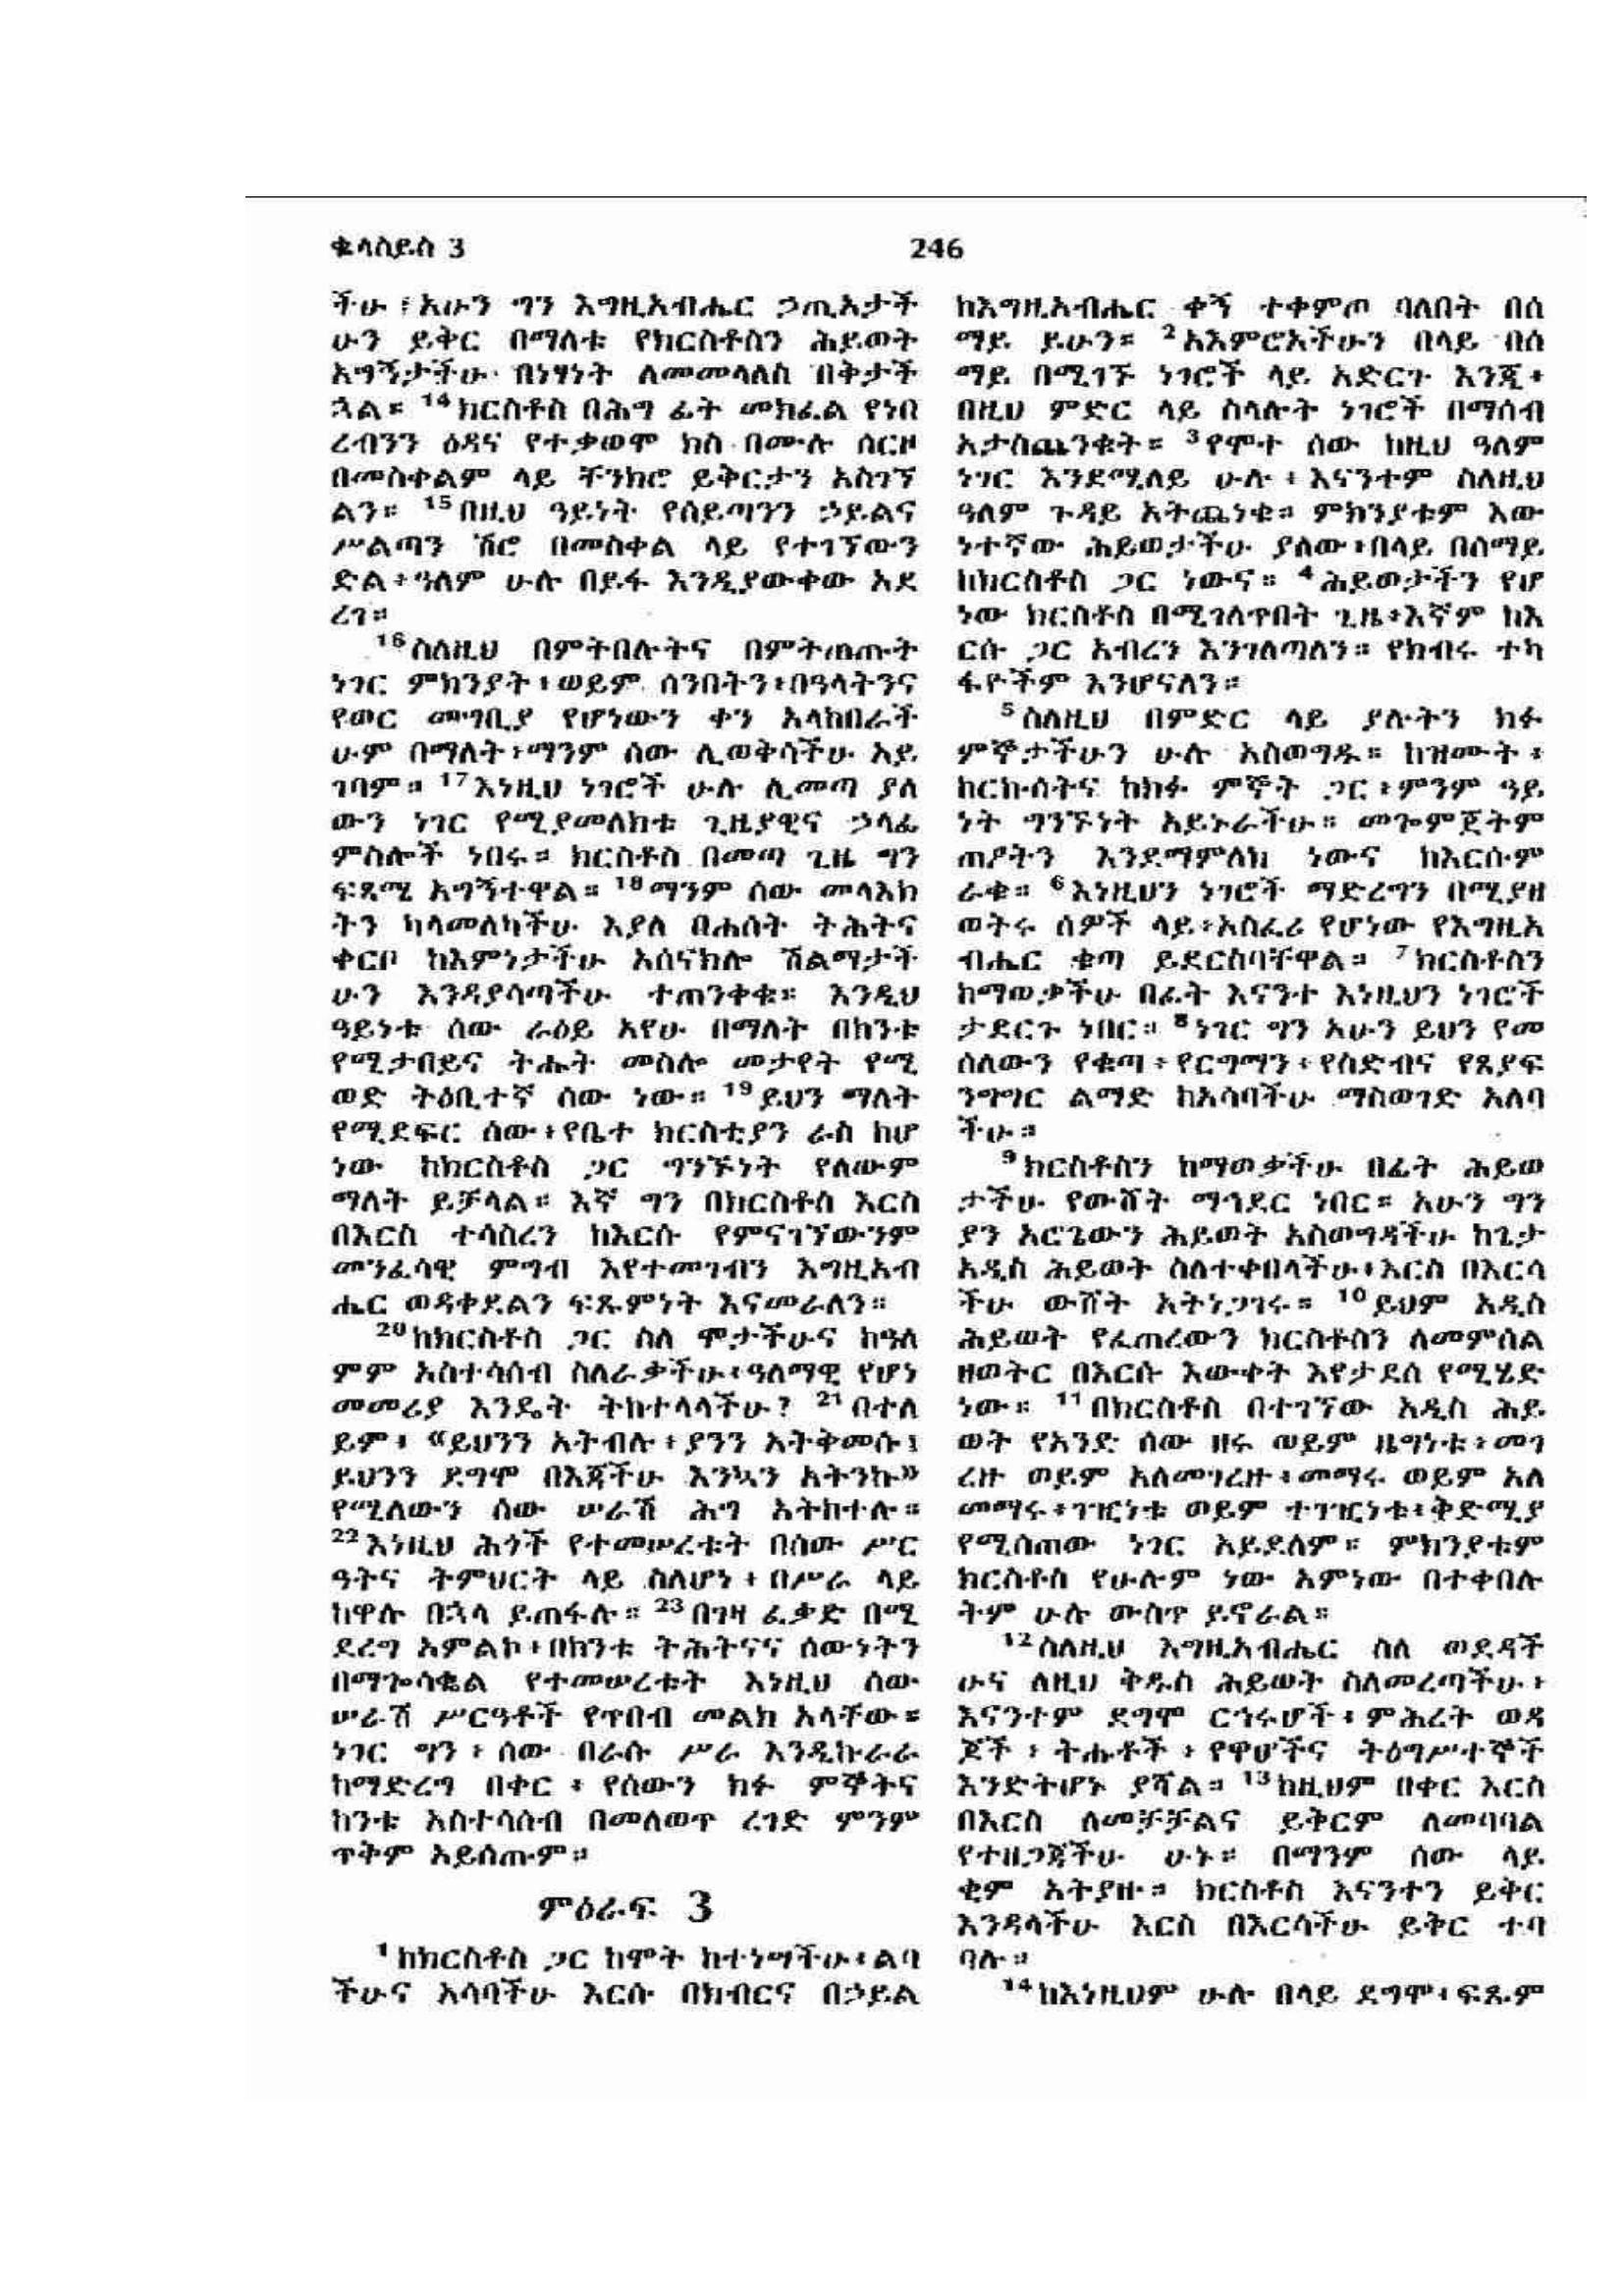 ቈላስይስ 3
246
ችሁ ፤ አሁን ግን እግዚአብሔር ኃጢአታች
ሁን ይቅር በማለቱ የክርስቶስን ሕይወት
አግኝታችሁ በነፃነት ለመመላለስ በቅታች
ኋል። 14 ክርስቶስ በሕግ ፊት መክፈል የነበ
ረብንን ዕዳና የተቃወሞ ክስ በሙሉ ሰርዞ
በመስቀልም ላይ ቸንክሮ ይቅርታን አስገኘ
ልን። 15 በዚህ ዓይነት የሰይጣንን ኃይልና
ሥልጣን ሽሮ በመስቀል ላይ የተገኘውን
ድል፥ዓለም ሁሉ በይፋ እንዲያውቀው አደ
ረገ።
16 ስለዚህ በምትበሉትና በምትጠጡት
ነገር ምክንያት፥ወይም ሰንበትን፥በዓላትንና
የወር መግቢያ የሆነውን ቀን አላከበራች
ሁም በማለት፥ማንም ሰው ሊወቅሳችሁ አይ
ገባም። 17 እነዚህ ነገሮች ሁሉ ሊመጣ ያለ
ውን ነገር የሚያመለክቱ ጊዜያዊና ኃላፊ
ምስሎች ነበሩ። ክርስቶስ በመጣ ጊዜ ግን
ፍጻሜ አግኝተዋል። 18 ማንም ሰው መላእክ
ትን ካላመለካችሁ እያለ በሐሰት ትሕትና
ቀርቦ ከእምነታችሁ አሰናክሎ ሽልማታች
ሁን እንዳያሳጣችሁ ተጠንቀቁ። እንዲህ
ዓይነቱ ሰው ራዕይ አየሁ በማለት በከንቱ
የሚታበይና ትሑት መስሎ መታየት የሚ
ወድ ትዕቢተኛ ሰው ነው። 19 ይህን ማለት
የሚደፍር ሰው፥የቤተ ክርስቲያን ራስ ከሆ
ነው ከክርስቶስ ጋር ግንኙነት የለውም
ማለት ይቻላል። እኛ ግን በክርስቶስ እርስ
በእርስ ተሳስረን ከእርሱ የምናገኘውንም
መንፈሳዊ ምግብ እየተመገብን እግዚአብ
ሔር ወዳቀደልን ፍጹምነት እናመራለን።
20 ከክርስቶስ ጋር ስለ ሞታችሁና ከዓለ
ምም አስተሳሰብ ስለራቃችሁ፥ዓለማዊ የሆነ
መመሪያ እንዴት ትከተላላችሁ? 21 በተለ
ይም፥ «ይህንን አትብሉ፥ያንን አትቅመሱ፤
ይህንን ደግሞ በእጃችሁ እንኳን አትንኩ»
የሚለውን ሰው ሠራሽ ሕግ አትከተሉ።
22 እነዚህ ሕጎች የተመሠረቱት በሰው ሥር
ዓትና ትምህርት ላይ ስለሆነ፥ በሥራ ላይ
ከዋሉ በኋላ ይጠፋሉ። 23 በገዛ ፈቃድ በሚ
ደረግ አምልኮ፥በከንቱ ትሕትናና ሰውነትን
በማጐሳቈል የተመሠረቱት እነዚህ ሰው
ሠራሽ ሥርዓቶች የጥበብ መልክ አላቸው።
ነገር ግን፥ ሰው በራሱ ሥራ እንዲኩራራ
ከማድረግ በቀር ፥ የሰውን ክፉ ምኞትና
ከንቱ አስተሳሰብ በመለወጥ ረገድ ምንም
ጥቅም አይሰጡም።
ምዕራፍ 3
1 ከክርስቶስ ጋር ከሞት ከተነሣችሁ፥ልባ
ችሁና አሳባችሁ እርሱ በክብርና በኃይል
ከእግዚአብሔር ቀኝ ተቀምጦ ባለበት በሰ
ማይ ይሁን። 2 አእምሮአችሁን በላይ በሰ
ማይ በሚገኙ ነገሮች ላይ አድርጉ እንጂ፥
በዚህ ምድር ላይ ስላሉት ነገሮች በማሰብ
አታስጨንቁት። 3 የሞተ ሰው ከዚህ ዓለም
ነገር እንደሚለይ ሁሉ፥እናንተም ስለዚህ
ዓለም ጉዳይ አትጨነቁ። ምክንያቱም እው
ነተኛው ሕይወታችሁ ያለው፥በላይ በሰማይ
ከክርስቶስ ጋር ነውና። 4 ሕይወታችን የሆ
ነው ክርስቶስ በሚገለጥበት ጊዜ፥እኛም ከእ
ርሱ ጋር አብረን እንገለጣለን። የክብሩ ተካ
ፋዮችም እንሆናለን።
5 ስለዚህ በምድር ላይ ያሉትን ክፉ
ምኞታችሁን ሁሉ አስወግዱ። ከዝሙት፥
ከርኩሰትና ከክፉ ምኞት ጋር፥ምንም ዓይ
ነት ግንኙነት አይኑራችሁ። መጐምጀትም
ጠዖትን እንደማምለክ ነውና ከእርሱም
ራቁ። 6 እነዚህን ነገሮች ማድረግን በሚያዘ
ወትሩ ሰዎች ላይ፥አስፈሪ የሆነው የእግዚአ
ብሔር ቁጣ ይደርስባቸዋል። 7 ክርስቶስን
ከማወቃችሁ በፊት እናንተ እነዚህን ነገሮች
ታደርጉ ነበር። 8 ነገር ግን አሁን ይህን የመ
ሰለውን የቁጣ፥የርግማን፥የስድብና የጸያፍ
ንግግር ልማድ ከአሳባችሁ ማስወገድ አለባ
ችሁ።
9 ክርስቶስን ከማወቃችሁ በፊት ሕይወ
ታችሁ የውሸት ማኅደር ነበር። አሁን ግን
ያን አሮጌውን ሕይወት አስወግዳችሁ ከጌታ
አዲስ ሕይወት ስለተቀበላችሁ፥እርስ በእርሳ
ችሁ ውሸት አትነጋገሩ። 10 ይህም አዲስ
ሕይወት የፈጠረውን ክርስቶስን ለመምሰል
ዘወትር በእርሱ እውቀት እየታደሰ የሚሄድ
ነው። 11 በክርስቶስ በተገኘው አዲስ ሕይ
ወት የአንድ ሰው ዘሩ ወይም ዜግነቱ፥መገ
ረዙ ወይም አለመገረዙ፥መማሩ ወይም አለ
መማሩ፥ገዢነቱ ወይም ተገዢነቱ፥ቅድሚያ
የሚሰጠው ነገር አይደለም። ምክንያቱም
ክርስቶስ የሁሉም ነው አምነው በተቀበሉ
ትም ሁሉ ውስጥ ይኖራል።
12 ስለዚህ እግዚአብሔር ስለ ወደዳች
ሁና ለዚህ ቅዱስ ሕይወት ስለመረጣችሁ፥
እናንተም ደግሞ ርኅሩሆች፥ ምሕረት ወዳ
ጆች ፥ ትሑቶች ፥ የዋሆችና ትዕግሥተኞች
እንድትሆኑ ያሻል። 13 ከዚህም በቀር እርስ
በእርስ ለመቻቻልና ይቅርም ለመባባል
የተዘጋጃችሁ ሁኑ። በማንም ሰው ላይ
ቂም አትያዙ። ክርስቶስ እናንተን ይቅር
እንዳላችሁ እርስ በእርሳችሁ ይቅር ተባ
ባሉ።
14 ከእነዚህም ሁሉ በላይ ደግሞ፥ፍጹም